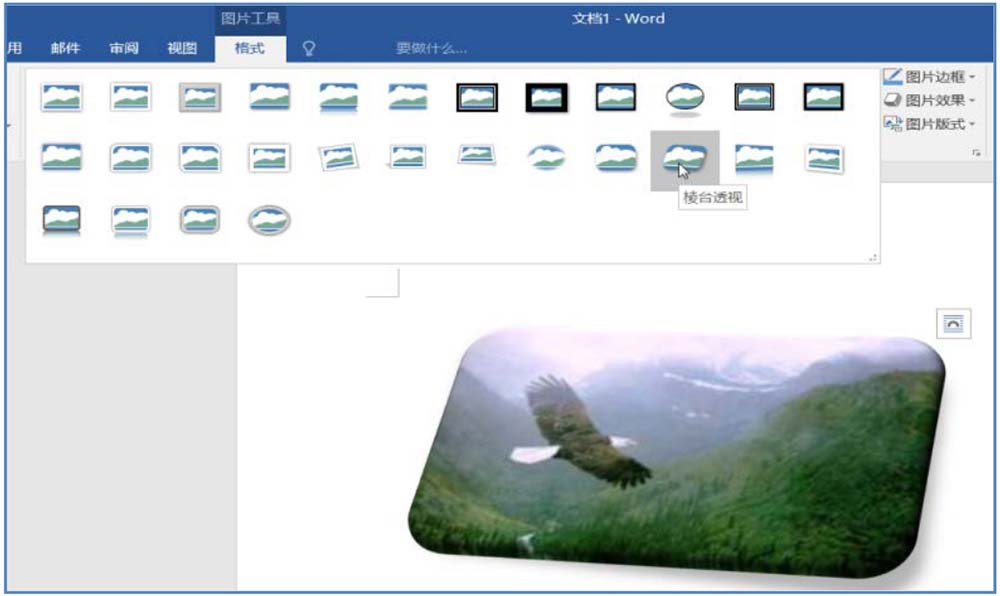 图片工具
文档1 - Word
用 邮件 审阅 视图 格式 要做什么...
图片边框
图片效果
图片版式
棱台透视